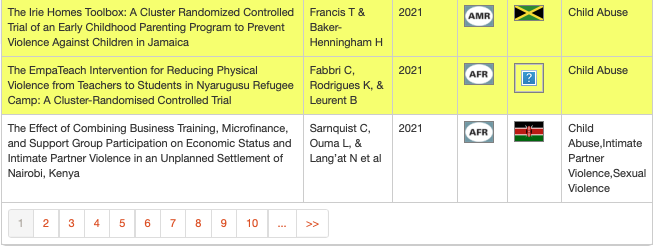 The Irie Homes Toolbox: A Cluster Randomized Controlled
Trial of an Early Childhood Parenting Program to Prevent
Violence Against Children in Jamaica
Francis T &
Baker-
Henningham H
2021
AMR
Child Abuse
The EmpaTeach Intervention for Reducing Physical
Violence from Teachers to Students in Nyarugusu Refugee
Camp: A Cluster-Randomised Controlled Trial
Fabbri C,
Rodrigues K, &
Leurent B
2021
AFR
?
Child Abuse
The Effect of Combining Business Training, Microfinance,
and Support Group Participation on Economic Status and
Intimate Partner Violence in an Unplanned Settlement of
Nairobi, Kenya
Sarnquist C,
Ouma L, &
Lang'at N et al
2021
AFR
Child
Abuse,Intimate
Partner
Violence,Sexual
Violence
1 2 3 4 5 6 7 8 9 10 ... >>